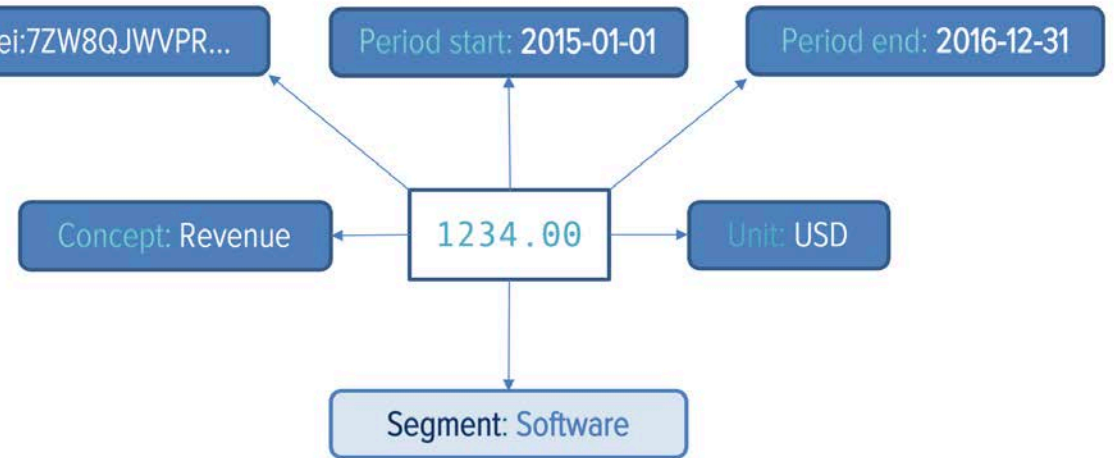 ei:7ZW8QJWVPR...
Period start: 2015-01-01
Period end: 2016-12-31
Concept: Revenue
1234.00
Unit: USD
Segment: Software